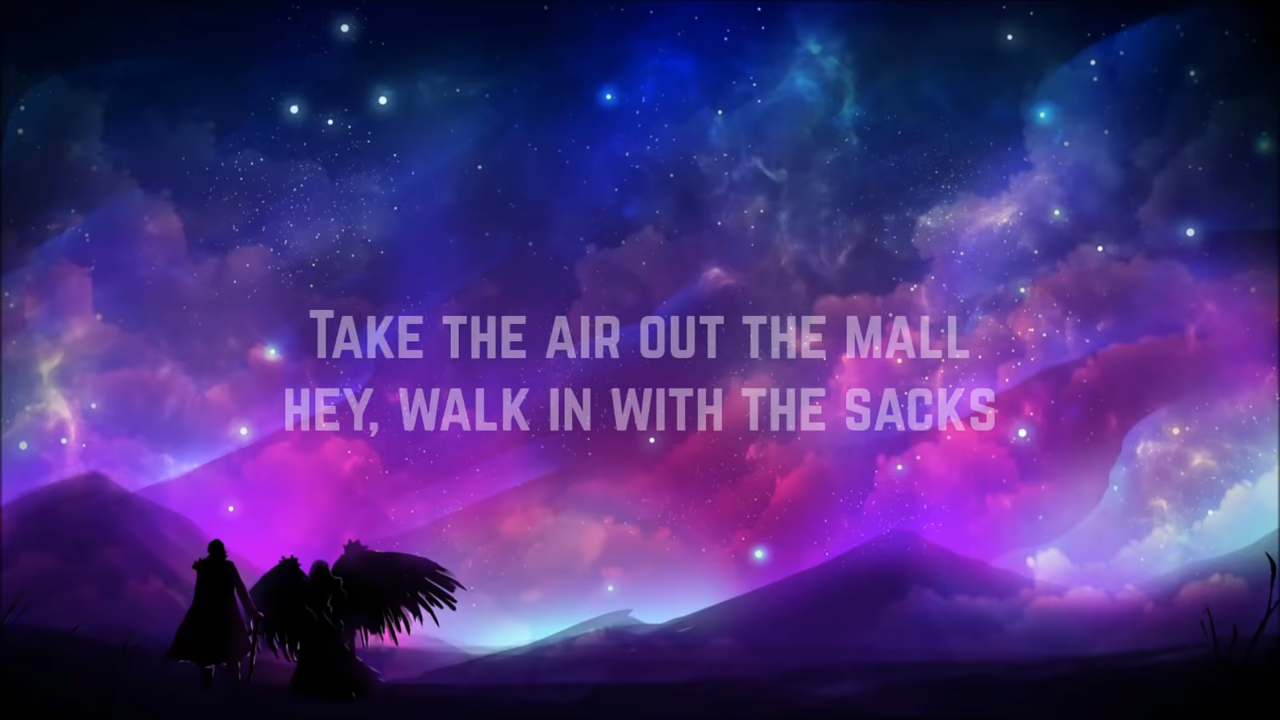 Take the air out the mall
hey, walk in with the sacks